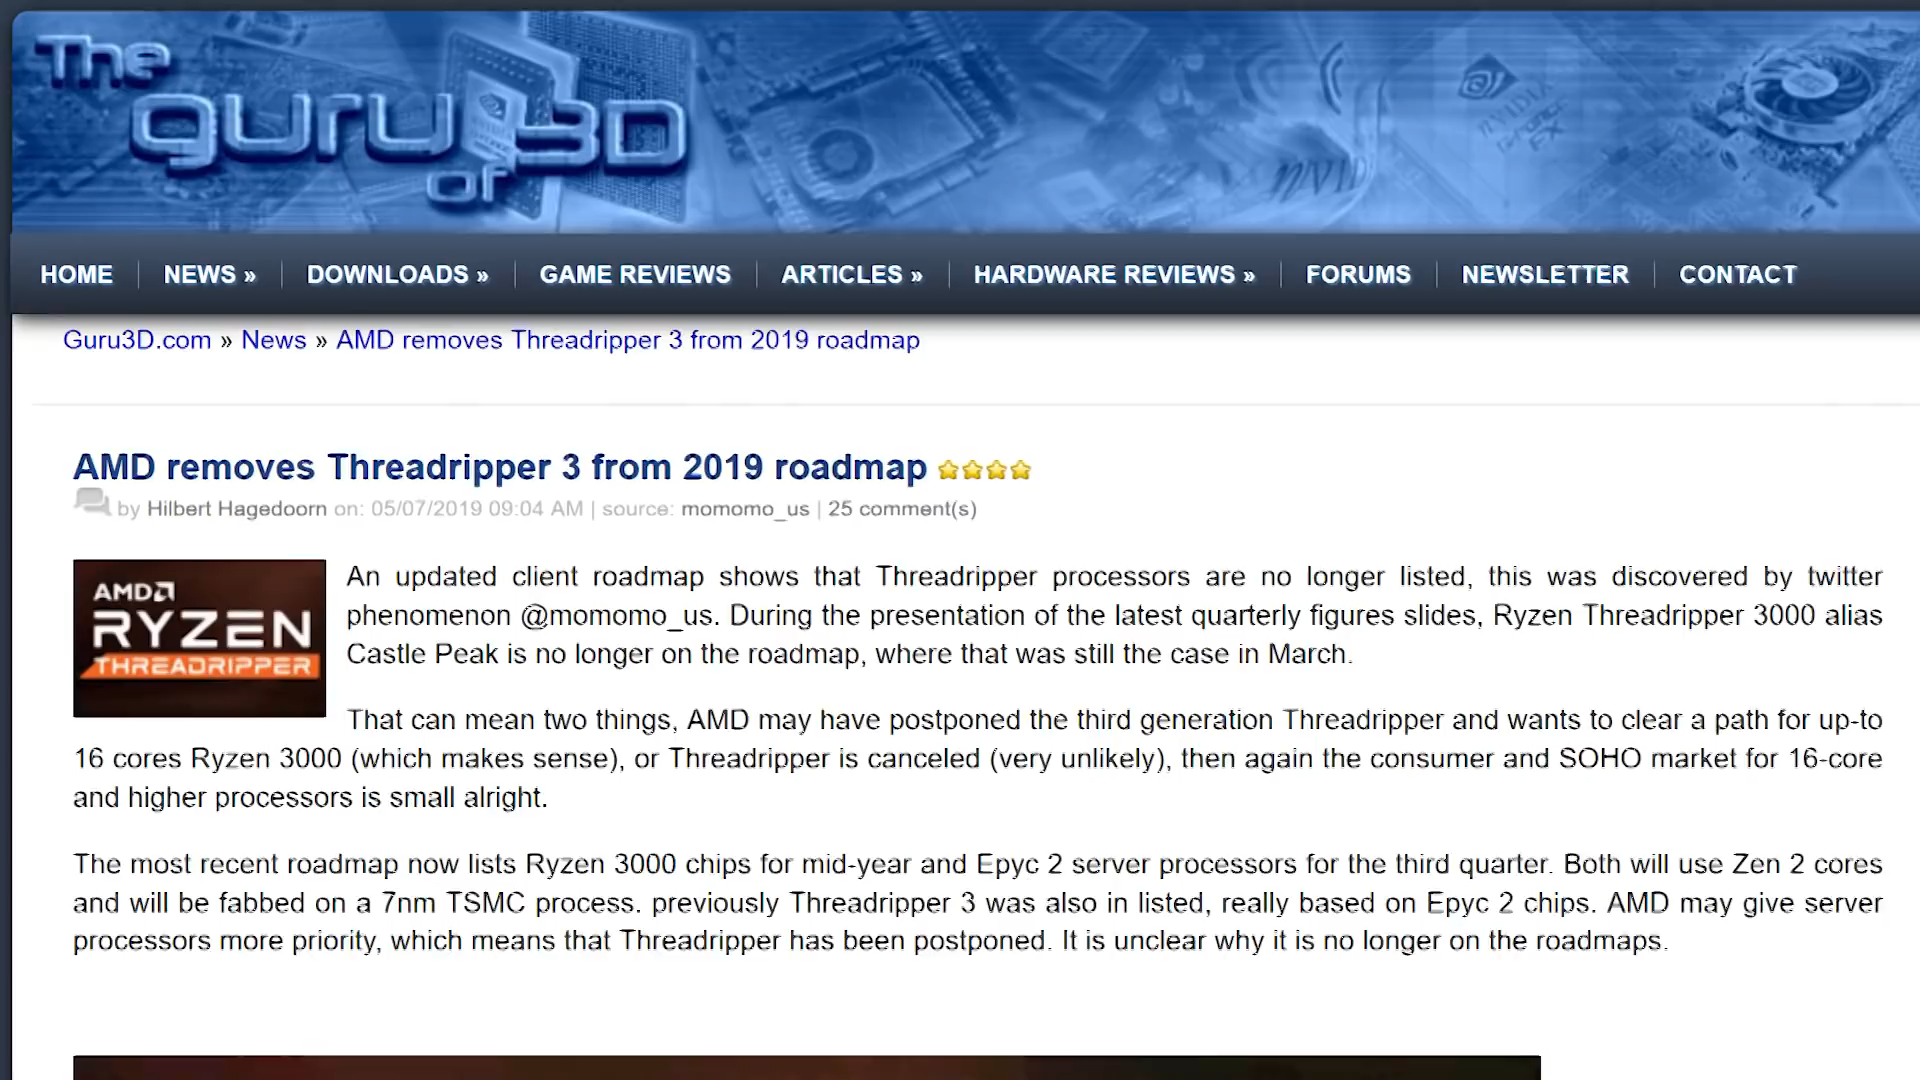 The
guru
3D
of
HOME
NEWS »
DOWNLOADS »
GAME REVIEWS
ARTICLES »
HARDWARE REVIEWS »
FORUMS
NEWSLETTER
CONTACT
Guru3D.com » News » AMD removes Threadripper 3 from 2019 roadmap
AMD removes Threadripper 3 from 2019 roadmap
by Hilbert Hagedoorn on: 05/07/2019 09:04 AM | source: momomo_us | 25 comment(s)
AMD
RYZEN
THREADRIPPER
An updated client roadmap shows that Threadripper processors are no longer listed, this was discovered by twitter
phenomenon @momomo_us. During the presentation of the latest quarterly figures slides, Ryzen Threadripper 3000 alias
Castle Peak is no longer on the roadmap, where that was still the case in March.
That can mean two things, AMD may have postponed the third generation Threadripper and wants to clear a path for up-to
16 cores Ryzen 3000 (which makes sense), or Threadripper is canceled (very unlikely), then again the consumer and SOHO market for 16-core
and higher processors is small alright.
The most recent roadmap now lists Ryzen 3000 chips for mid-year and Epyc 2 server processors for the third quarter. Both will use Zen 2 cores
and will be fabbed on a 7nm TSMC process. previously Threadripper 3 was also in listed, really based on Epyc 2 chips. AMD may give server
processors more priority, which means that Threadripper has been postponed. It is unclear why it is no longer on the roadmaps.